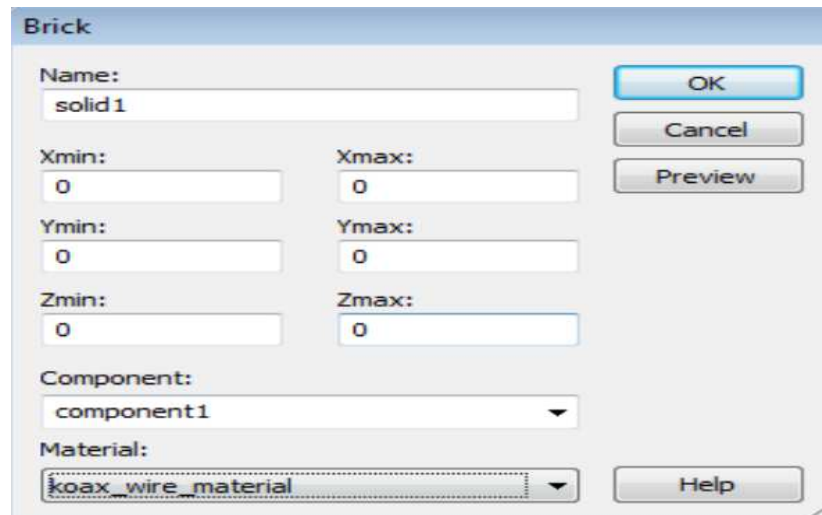 Brick
Name:
solid1
OK
Cancel
Xmin:
Xmax:
Preview
0
0
Ymin:
Ymax:
0
0
Zmin:
Zmax:
0
0
Component:
component1
Material:
koax_wire_material
Help